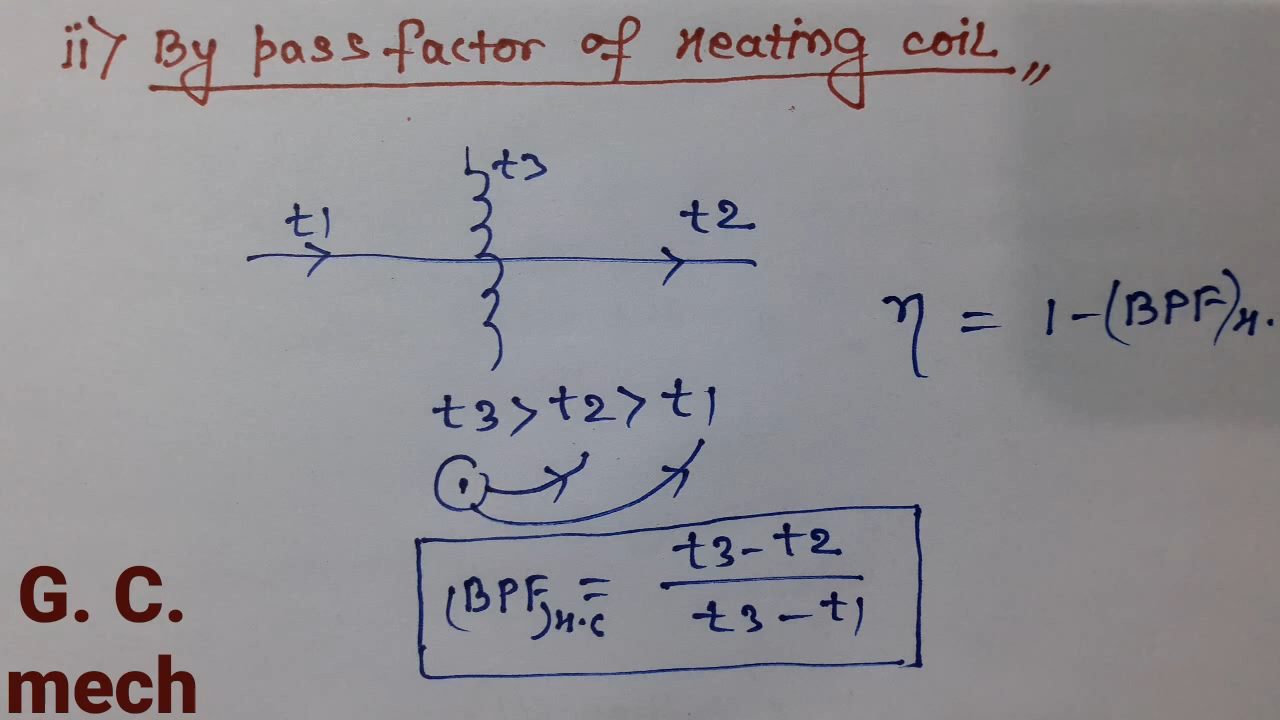 ii> By pass factor of Heating coil,,
t3
t1
t2
η = 1-(BPF)H.
t3 > t2 > t1
(BPF)H.C = t3-t2 / t3-t1
G. C.
mech